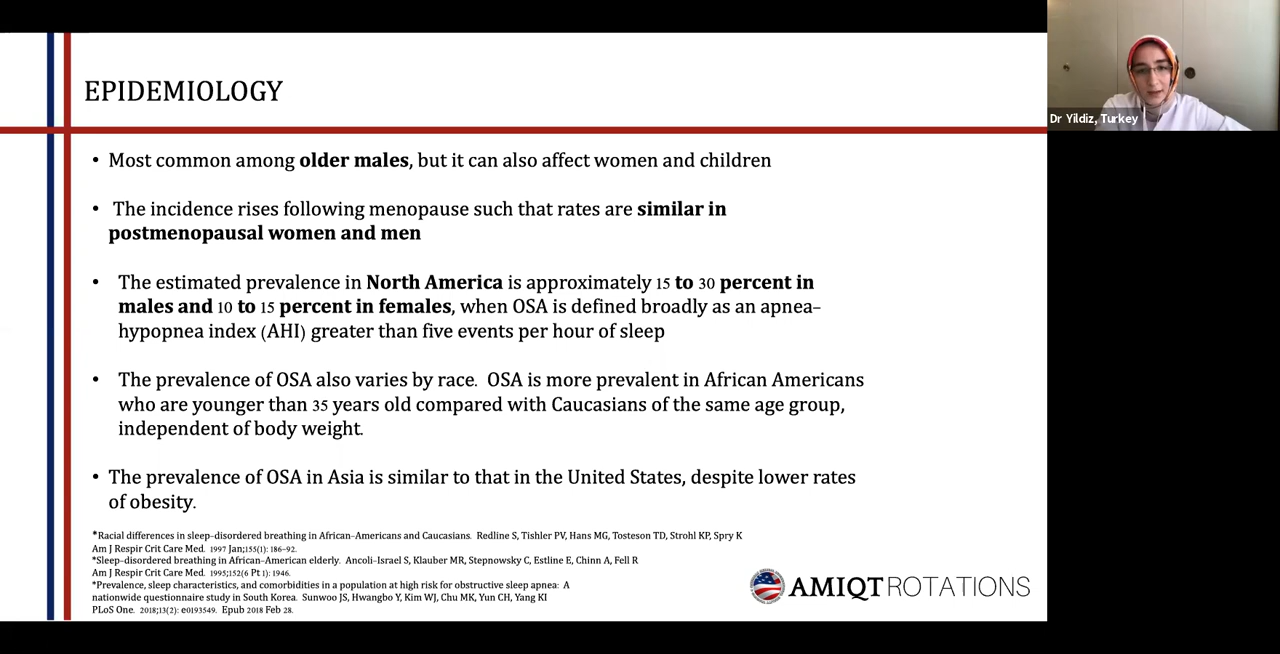 EPIDEMIOLOGY
Dr Yildiz, Turkey
• Most common among older males, but it can also affect women and children
• The incidence rises following menopause such that rates are similar in
postmenopausal women and men
• The estimated prevalence in North America is approximately 15 to 30 percent in
males and 10 to 15 percent in females, when OSA is defined broadly as an apnea–
hypopnea index (AHI) greater than five events per hour of sleep
• The prevalence of OSA also varies by race. OSA is more prevalent in African Americans
who are younger than 35 years old compared with Caucasians of the same age group,
independent of body weight.
• The prevalence of OSA in Asia is similar to that in the United States, despite lower rates
of obesity.
*Racial differences in sleep-disordered breathing in African-Americans and Caucasians. Redline S, Tishler PV, Hans MG, Tosteson TD, Strohl KP, Spry K
Am J Respir Crit Care Med. 1997 Jan;155(1): 186-92.
*Sleep-disordered breathing in African-American elderly. Ancoli-Israel S, Klauber MR, Stepnowsky C, Estline E, Chinn A, Fell R
Am J Respir Crit Care Med. 1995;152(6 Pt 1): 1946.
*Prevalence, sleep characteristics, and comorbidities in a population at high risk for obstructive sleep apnea: A
nationwide questionnaire study in South Korea. Sunwoo JS, Hwangbo Y, Kim WJ, Chu MK, Yun CH, Yang KI
PLoS One. 2018;13(2): e0193549. Epub 2018 Feb 28.
AMIQTROTATIONS